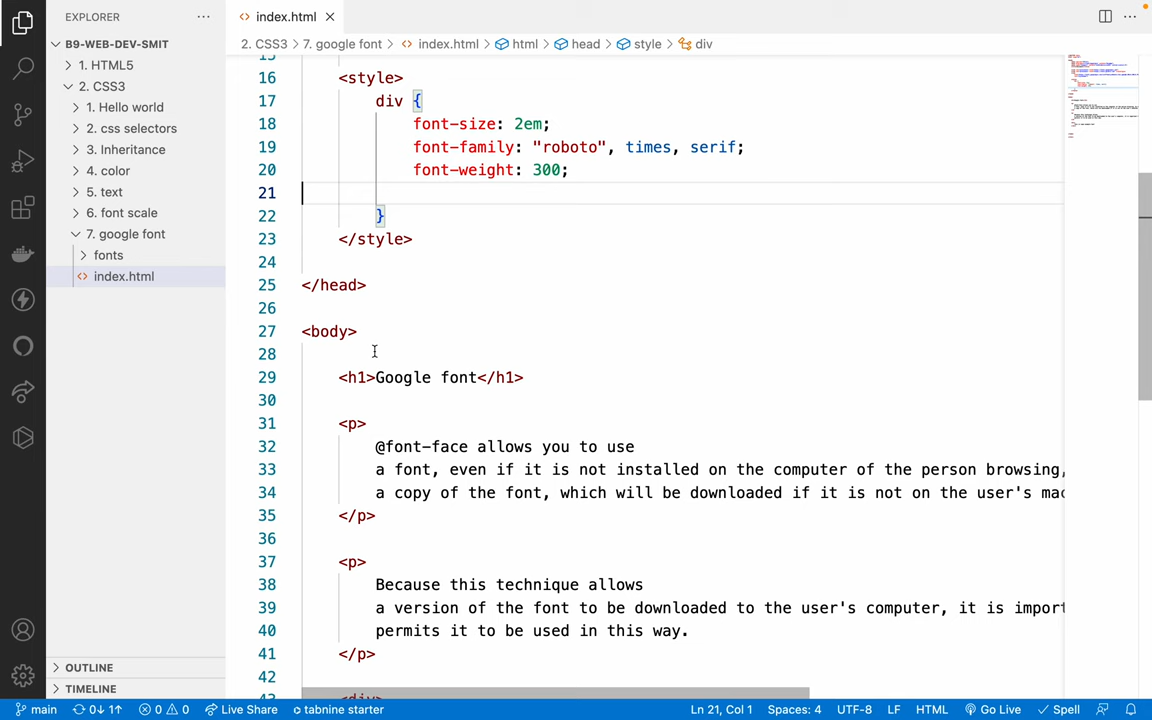 EXPLORER
index.html
B9-WEB-DEV-SMIT
2. CSS3 > 7. google font > index.html > html > head > style > div
1. HTML5
2. CSS3
1. Hello world
2. css selectors
3. Inheritance
4. color
5. text
6. font scale
7. google font
fonts
index.html
OUTLINE
TIMELINE
15
16 <style>
17 div {
18 font-size: 2em;
19 font-family: "roboto", times, serif;
20 font-weight: 300;
21
22 }
23 </style>
24
25 </head>
26
27 <body>
28
29 <h1>Google font</h1>
30
31 <p>
32 @font-face allows you to use
33 a font, even if it is not installed on the computer of the person browsing,
34 a copy of the font, which will be downloaded if it is not on the user's mac
35 </p>
36
37 <p>
38 Because this technique allows
39 a version of the font to be downloaded to the user's computer, it is import
40 permits it to be used in this way.
41 </p>
42
43 <div>
main 0↓ 1↑ 0 0 Live Share tabnine starter Ln 21, Col 1 Spaces: 4 UTF-8 LF HTML Go Live Spell